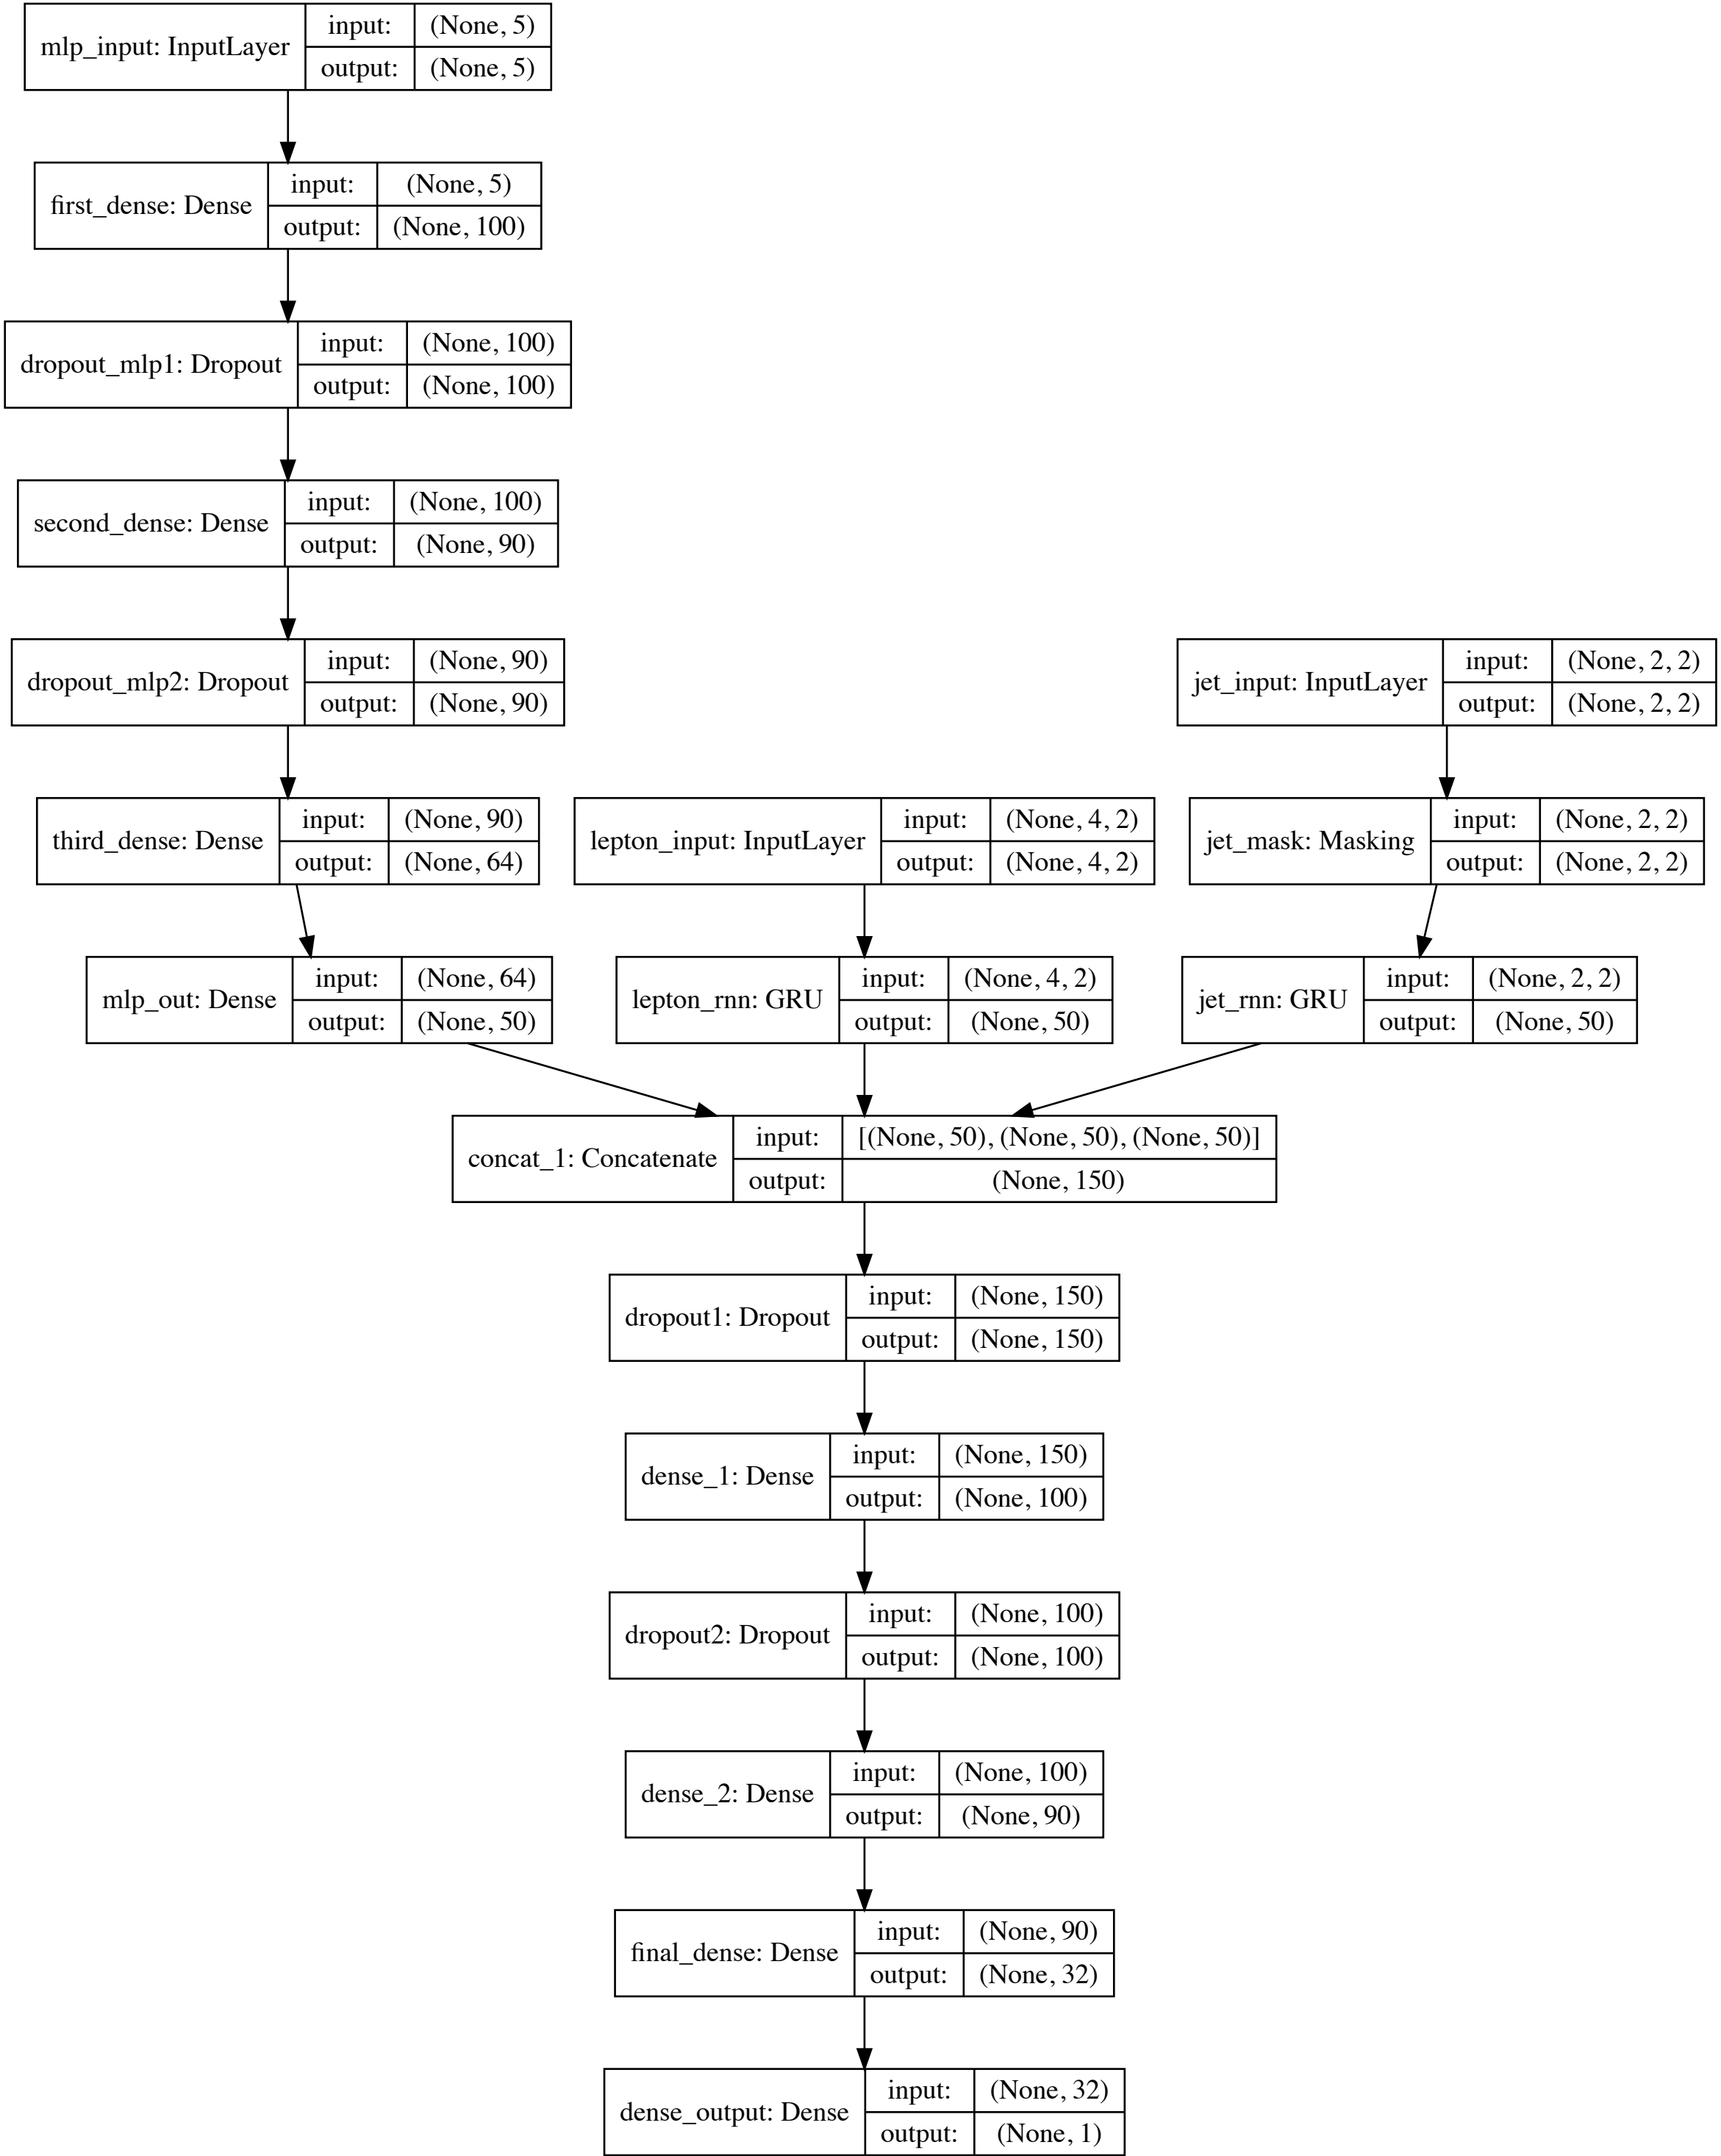 mlp_input: InputLayer
input: (None, 5)
output: (None, 5)
first_dense: Dense
input: (None, 5)
output: (None, 100)
dropout_mlp1: Dropout
input: (None, 100)
output: (None, 100)
second_dense: Dense
input: (None, 100)
output: (None, 90)
dropout_mlp2: Dropout
input: (None, 90)
output: (None, 90)
jet_input: InputLayer
input: (None, 2, 2)
output: (None, 2, 2)
third_dense: Dense
input: (None, 90)
output: (None, 64)
lepton_input: InputLayer
input: (None, 4, 2)
output: (None, 4, 2)
jet_mask: Masking
input: (None, 2, 2)
output: (None, 2, 2)
mlp_out: Dense
input: (None, 64)
output: (None, 50)
lepton_rnn: GRU
input: (None, 4, 2)
output: (None, 50)
jet_rnn: GRU
input: (None, 2, 2)
output: (None, 50)
concat_1: Concatenate
input: [(None, 50), (None, 50), (None, 50)]
output: (None, 150)
dropout1: Dropout
input: (None, 150)
output: (None, 150)
dense_1: Dense
input: (None, 150)
output: (None, 100)
dropout2: Dropout
input: (None, 100)
output: (None, 100)
dense_2: Dense
input: (None, 100)
output: (None, 90)
final_dense: Dense
input: (None, 90)
output: (None, 32)
dense_output: Dense
input: (None, 32)
output: (None, 1)